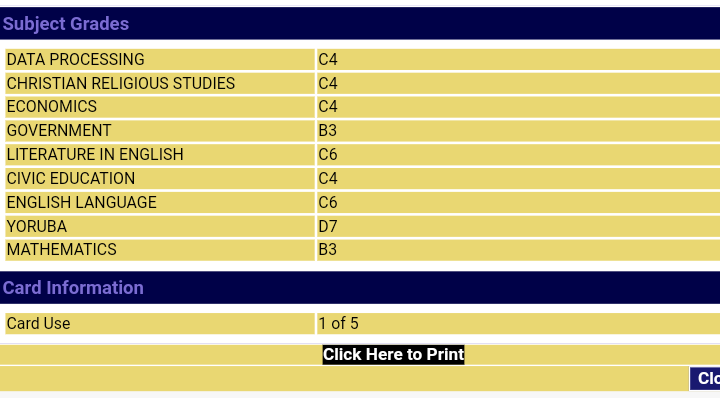 Subject Grades
DATA PROCESSING C4
CHRISTIAN RELIGIOUS STUDIES C4
ECONOMICS C4
GOVERNMENT B3
LITERATURE IN ENGLISH C6
CIVIC EDUCATION C4
ENGLISH LANGUAGE C6
YORUBA D7
MATHEMATICS B3
Card Information
Card Use 1 of 5
Click Here to Print